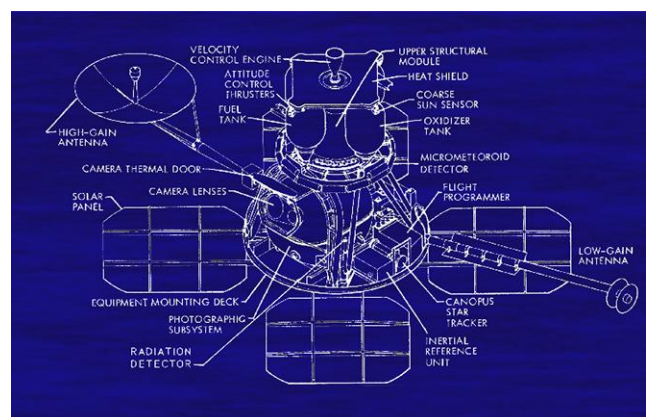 VELOCITY
CONTROL ENGINE
UPPER STRUCTURAL
MODULE
ATTITUDE
CONTROL
THRUSTERS
HEAT SHIELD
COARSE
SUN SENSOR
FUEL
TANK
OXIDIZER
TANK
HIGH-GAIN
ANTENNA
MICROMETEOROID
DETECTOR
CAMERA THERMAL DOOR
FLIGHT
PROGRAMMER
CAMERA LENSES
SOLAR
PANEL
LOW-GAIN
ANTENNA
EQUIPMENT MOUNTING DECK
CANOPUS
STAR
TRACKER
PHOTOGRAPHIC
SUBSYSTEM
INERTIAL
REFERENCE
UNIT
RADIATION
DETECTOR